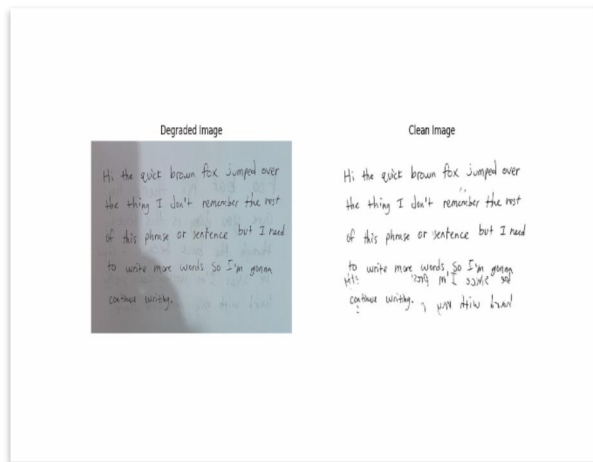 Degraded Image
Hi the quick brown fox jumped over
the thing I don't remember the rest
of this phrase or sentence but I need
to write more words so I'm gonna
continue writing.
Clean Image
Hi the quick brown fox jumped over
the thing I don't remember the rest
of this phrase or sentence but I need
to write more words so I'm gonna
continue writing.